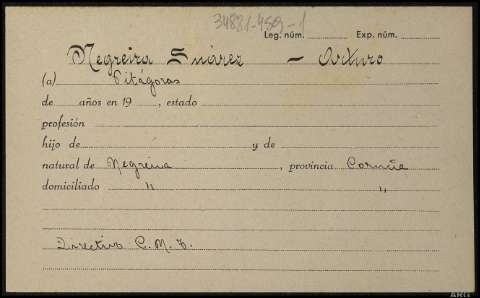 34881-459-1
Leg. núm. Exp. núm.
Negreira Suárez - Arturo
(a) Pitágoras
de años en 19 , estado
profesión
hijo de y de
natural de Negreira , provincia Coruña
domiciliado " "
Directivo C.M.T.